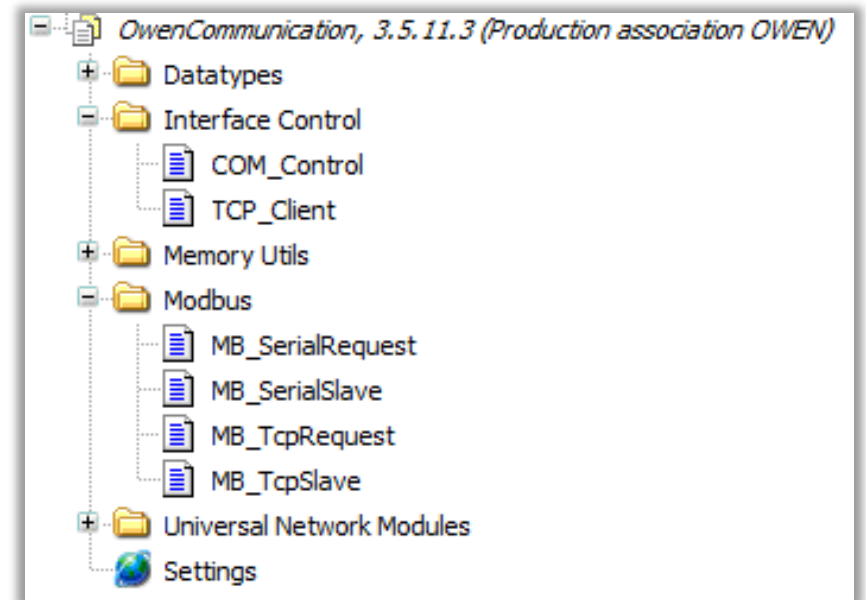 OwenCommunication, 3.5.11.3 (Production association OWEN)
Datatypes
Interface Control
COM_Control
TCP_Client
Memory Utils
Modbus
MB_SerialRequest
MB_SerialSlave
MB_TcpRequest
MB_TcpSlave
Universal Network Modules
Settings